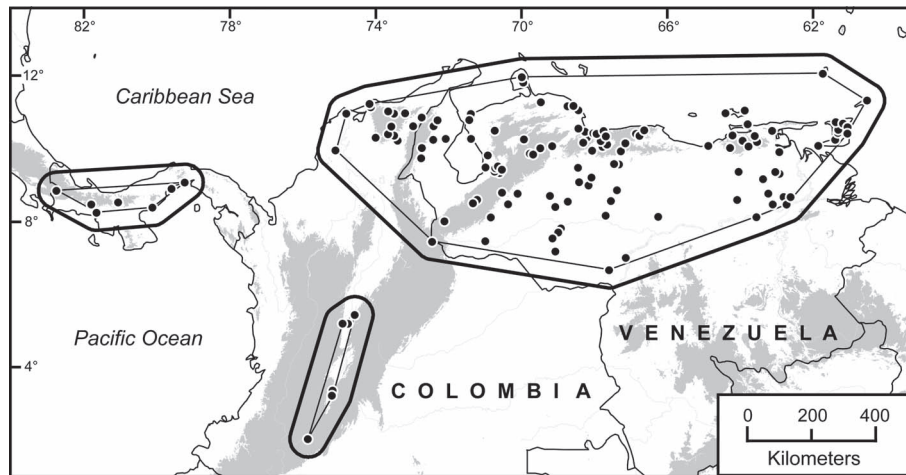 82° 78° 74° 70° 66° 62°
12°
Caribbean Sea
8°
Pacific Ocean
VENEZUELA
4°
COLOMBIA
0 200 400
Kilometers